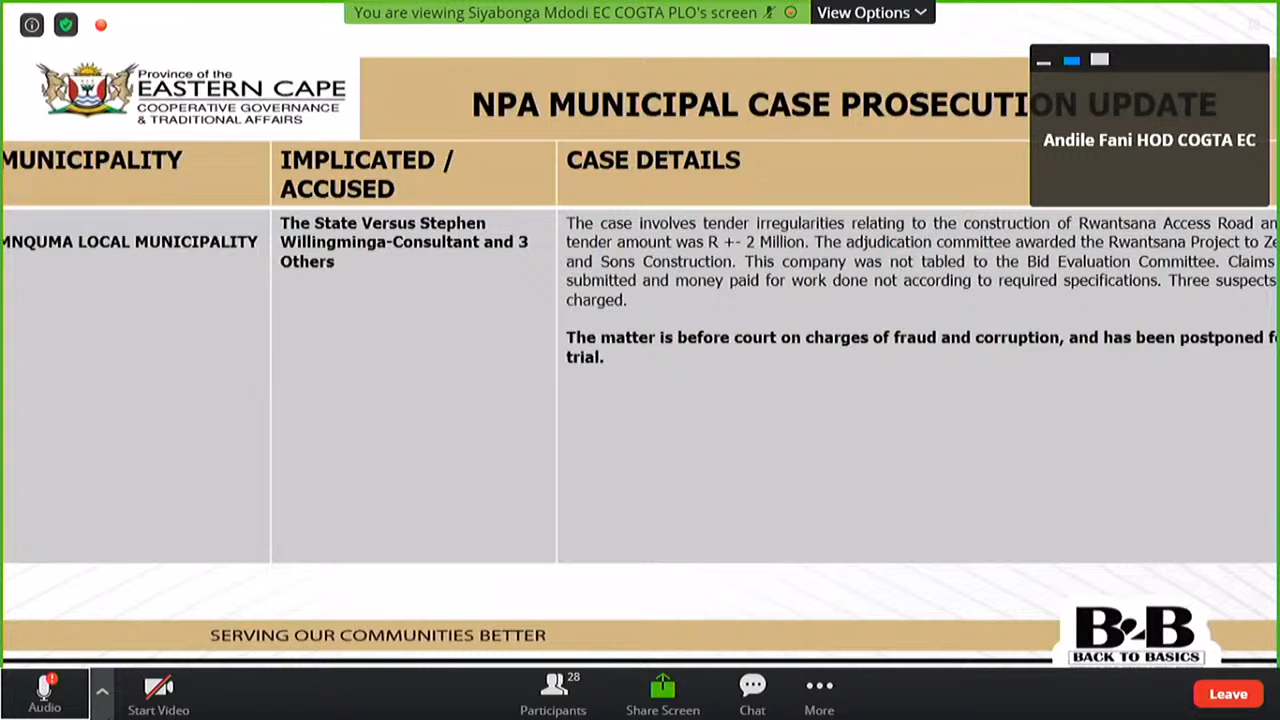 You are viewing Siyabonga Mdodi EC COGTA PLO's screen
View Options
Province of the
EASTERN CAPE
COOPERATIVE GOVERNANCE
& TRADITIONAL AFFAIRS
NPA MUNICIPAL CASE PROSECUTION UPDATE
Andile Fani HOD COGTA EC
MUNICIPALITY
IMPLICATED /
ACCUSED
CASE DETAILS
MNQUMA LOCAL MUNICIPALITY
The State Versus Stephen
Willingminga-Consultant and 3
Others
The case involves tender irregularities relating to the construction of Rwantsana Access Road
tender amount was R +- 2 Million. The adjudication committee awarded the Rwantsana Project to
and Sons Construction. This company was not tabled to the Bid Evaluation Committee. Claims
submitted and money paid for work done not according to required specifications. Three suspects
charged.
The matter is before court on charges of fraud and corruption, and has been postponed
trial.
SERVING OUR COMMUNITIES BETTER
B2B
BACK TO BASICS
Audio
Start Video
28
Participants
Share Screen
Chat
More
Leave